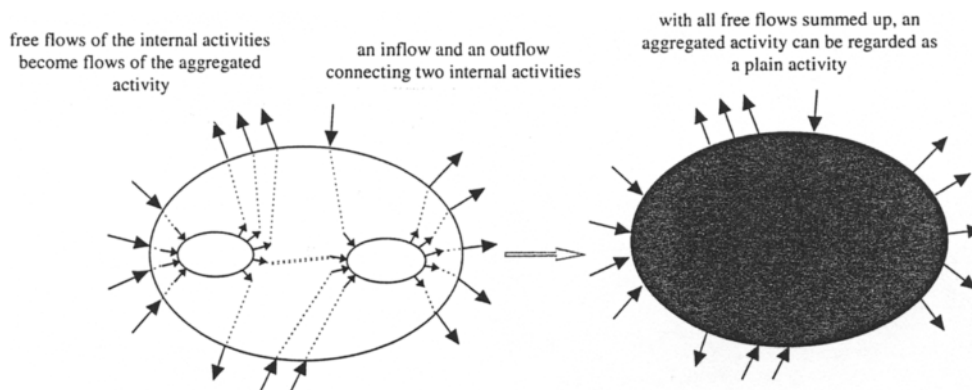 free flows of the internal activities
become flows of the aggregated
activity
an inflow and an outflow
connecting two internal activities
with all free flows summed up, an
aggregated activity can be regarded as
a plain activity